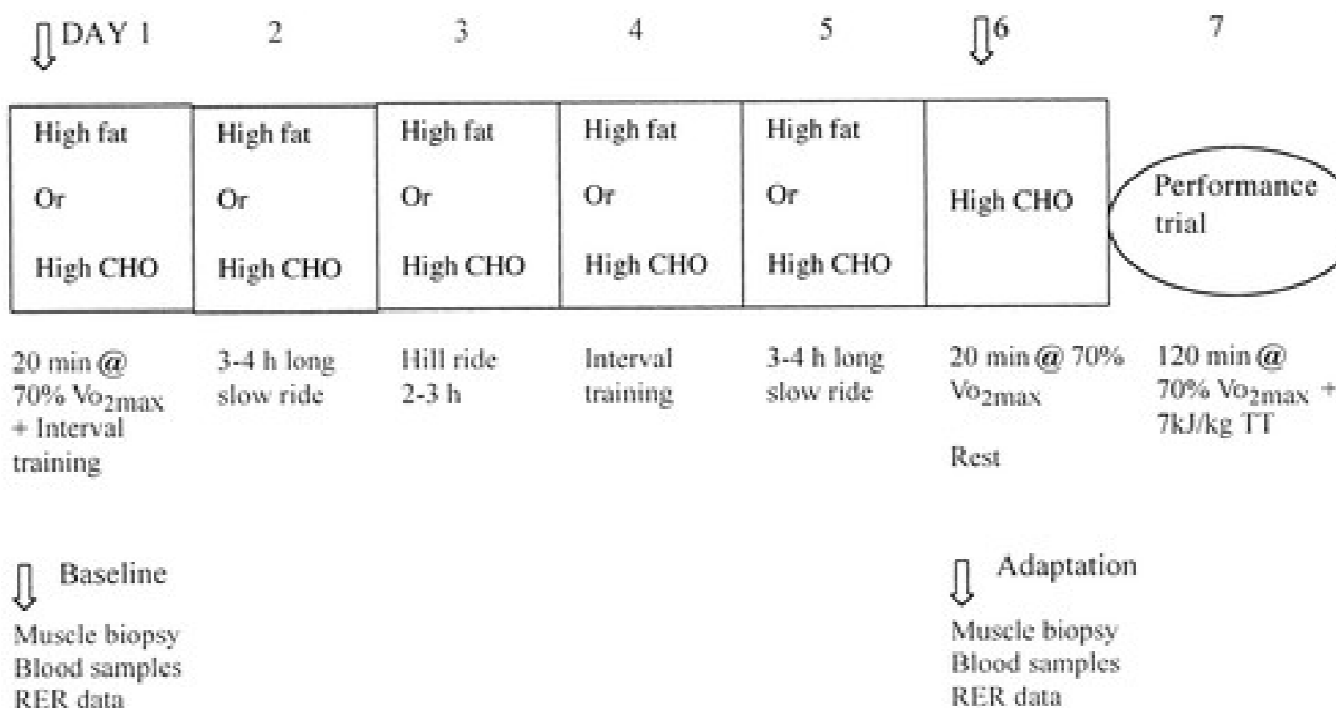 DAY 1 2 3 4 5 6 7
High fat
Or
High CHO
High fat
Or
High CHO
High fat
Or
High CHO
High fat
Or
High CHO
High fat
Or
High CHO
High CHO
Performance
trial
20 min @
70% Vo2max
+ Interval
training
3-4 h long
slow ride
Hill ride
2-3 h
Interval
training
3-4 h long
slow ride
20 min @ 70%
Vo2max
Rest
120 min @
70% Vo2max +
7kJ/kg TT
Baseline
Muscle biopsy
Blood samples
RER data
Adaptation
Muscle biopsy
Blood samples
RER data